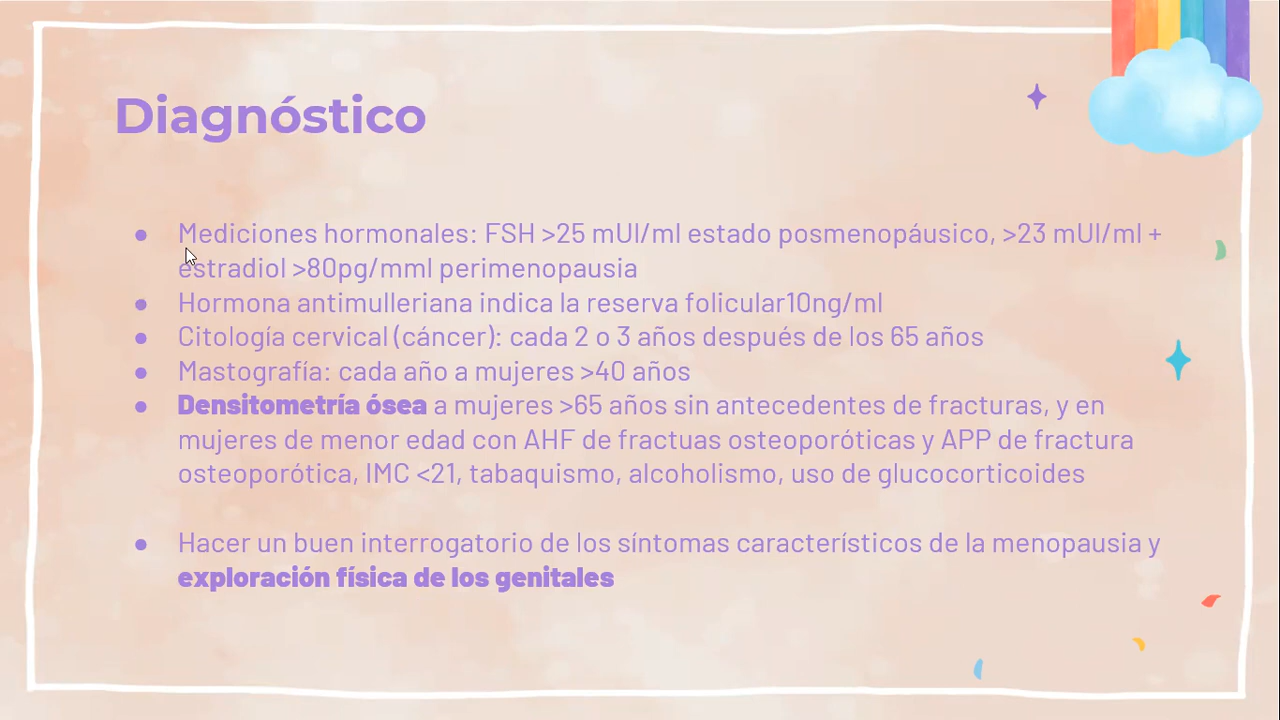 Diagnóstico
● Mediciones hormonales: FSH >25 mUI/ml estado posmenopáusico, >23 mUI/ml +
estradiol >80pg/mml perimenopausia
● Hormona antimulleriana indica la reserva folicular10ng/ml
● Citología cervical (cáncer): cada 2 o 3 años después de los 65 años
● Mastografía: cada año a mujeres >40 años
● Densitometría ósea a mujeres >65 años sin antecedentes de fracturas, y en
mujeres de menor edad con AHF de fractuas osteoporóticas y APP de fractura
osteoporótica, IMC <21, tabaquismo, alcoholismo, uso de glucocorticoides
● Hacer un buen interrogatorio de los síntomas característicos de la menopausia y
exploración física de los genitales